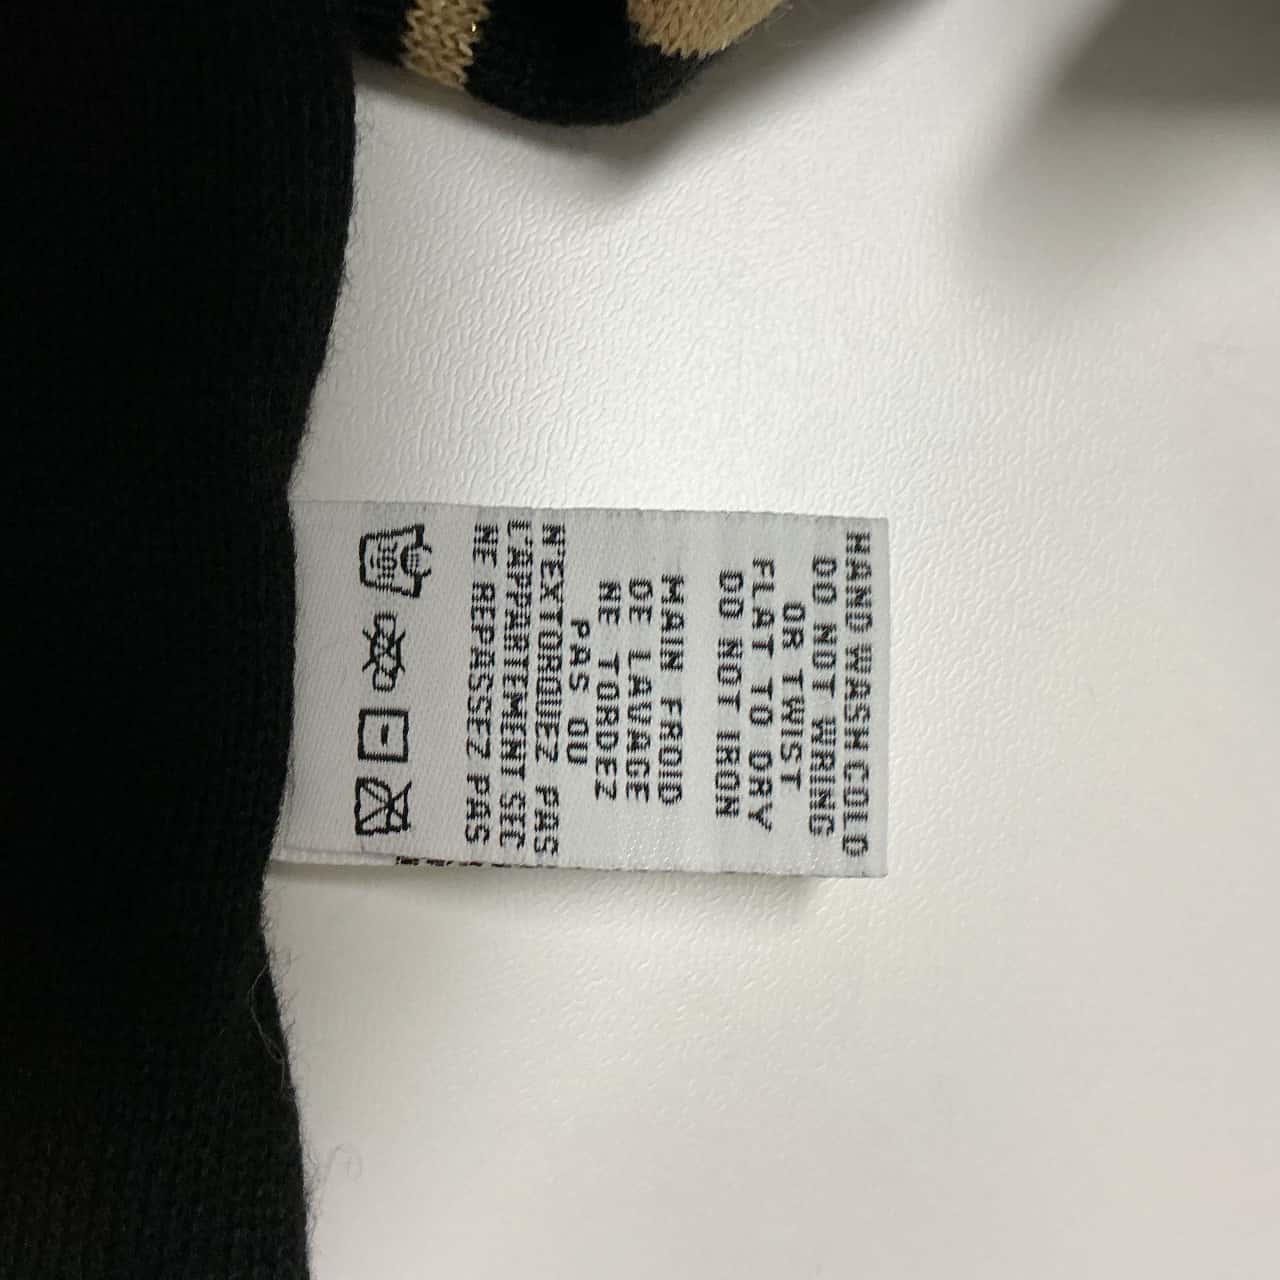 HAND WASH COLD
DO NOT WRING
OR TWIST
FLAT TO DRY
DO NOT IRON
MAIN FROID
DE LAVAGE
NE TORDEZ
PAS OU
N'EXTORQUEZ PAS
L'APPARTEMENT SEC
NE REPASSEZ PAS